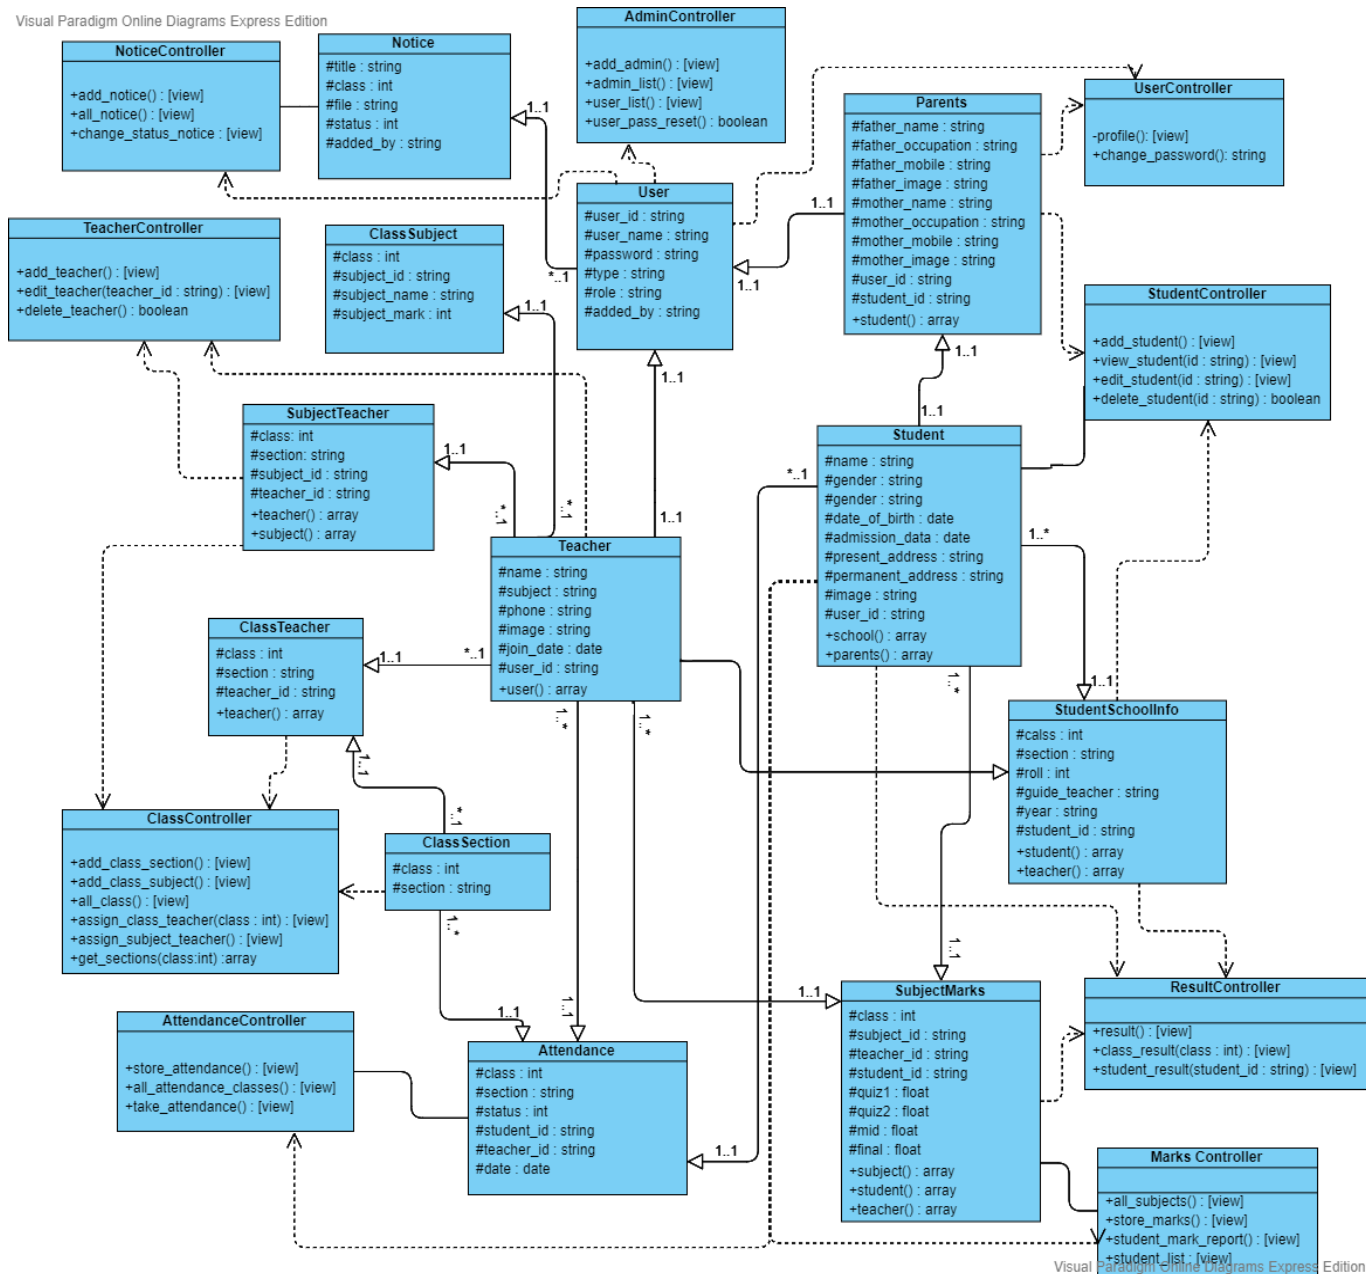 Visual Paradigm Online Diagrams Express Edition
NoticeController
+add_notice() : [view]
+all_notice() : [view]
+change_status_notice : [view]
Notice
#title : string
#class : int
#file : string
#status : int
#added_by : string
1..1
*..1
AdminController
+add_admin() : [view]
+admin_list() : [view]
+user_list() : [view]
+user_pass_reset() : boolean
Parents
#father_name : string
#father_occupation : string
#father_mobile : string
#father_image : string
#mother_name : string
#mother_occupation : string
#mother_mobile : string
#mother_image : string
#user_id : string
#student_id : string
+student() : array
1..1
1..1
UserController
-profile(): [view]
+change_password(): string
User
#user_id : string
#user_name : string
#password : string
#type : string
#role : string
#added_by : string
1..1
1..1
TeacherController
+add_teacher() : [view]
+edit_teacher(teacher_id : string) : [view]
+delete_teacher() : boolean
ClassSubject
#class : int
#subject_id : string
#subject_name : string
#subject_mark : int
1..1
StudentController
+add_student() : [view]
+view_student(id : string) : [view]
+edit_student(id : string) : [view]
+delete_student(id : string) : boolean
SubjectTeacher
#class: int
#section: string
#subject_id : string
#teacher_id : string
+teacher() : array
+subject() : array
1..1
*..1
*..1
1..1
Student
#name : string
#gender : string
#gender : string
#date_of_birth : date
#admission_data : date
#present_address : string
#permanent_address : string
#image : string
#user_id : string
+school() : array
+parents() : array
1..1
*..1
1..*
1..*
Teacher
#name : string
#subject : string
#phone : string
#image : string
#join_date : date
#user_id : string
+user() : array
*..1
1..*
1..*
ClassTeacher
#class : int
#section : string
#teacher_id : string
+teacher() : array
1..1
1..1
StudentSchoolInfo
#calss : int
#section : string
#roll : int
#guide_teacher : string
#year : string
#student_id : string
+student() : array
+teacher() : array
1..1
ClassController
+add_class_section() : [view]
+add_class_subject() : [view]
+all_class() : [view]
+assign_class_teacher(class : int) : [view]
+assign_subject_teacher() : [view]
+get_sections(class:int) :array
ClassSection
#class : int
#section : string
*..1
1..*
AttendanceController
+store_attendance() : [view]
+all_attendance_classes() : [view]
+take_attendance() : [view]
Attendance
#class : int
#section : string
#status : int
#student_id : string
#teacher_id : string
#date : date
1..1
1..1
1..1
SubjectMarks
#class : int
#subject_id : string
#teacher_id : string
#student_id : string
#quiz1 : float
#quiz2 : float
#mid : float
#final : float
+subject() : array
+student() : array
+teacher() : array
1..1
1..1
ResultController
+result() : [view]
+class_result(class : int) : [view]
+student_result(student_id : string) : [view]
Marks Controller
+all_subjects() : [view]
+store_marks() : [view]
+student_mark_report() : [view]
+student_list : [view]
Visual Paradigm Online Diagrams Express Edition